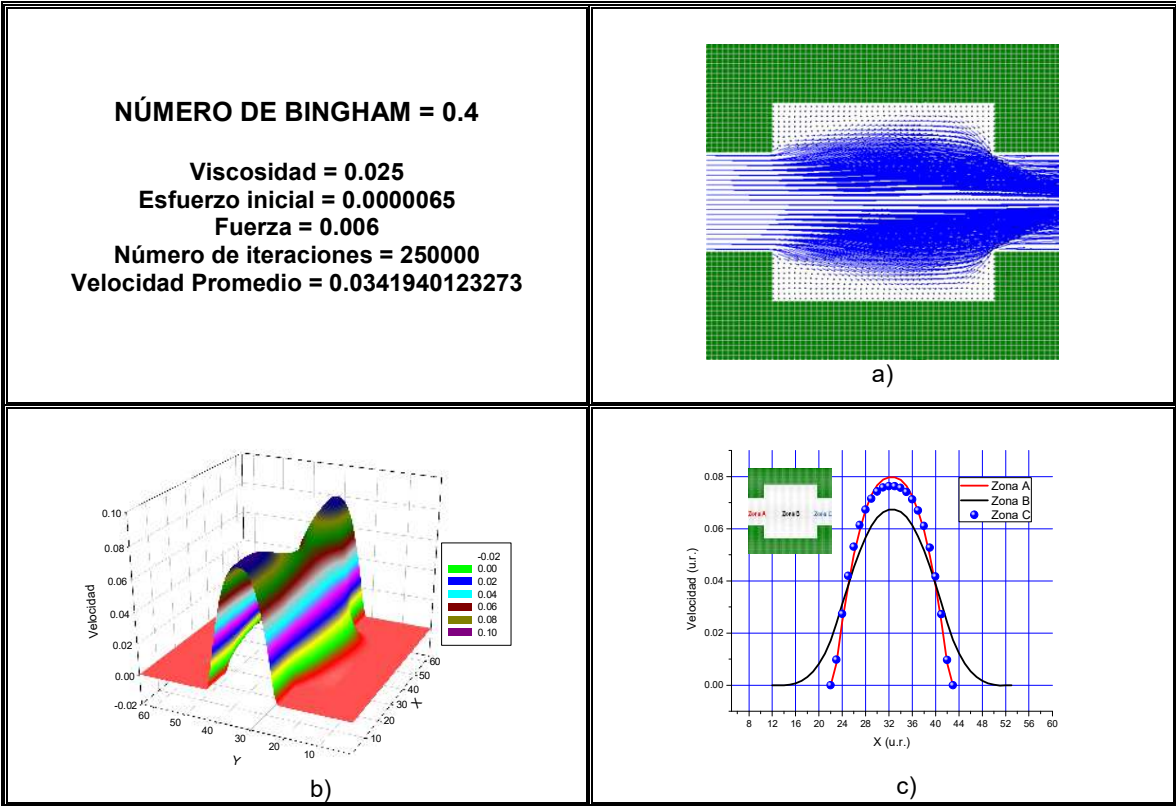 NÚMERO DE BINGHAM = 0.4
Viscosidad = 0.025
Esfuerzo inicial = 0.0000065
Fuerza = 0.006
Número de iteraciones = 250000
Velocidad Promedio = 0.0341940123273
a)
0.10
0.08
0.06
0.04
0.02
0.00
-0.02
Velocidad
60
50
40
30
20
10
Y
10
20
30
40
50
60
X
-0.02
0.00
0.02
0.04
0.06
0.08
0.10
b)
0.08
0.06
0.04
0.02
0.00
Velocidad (u.r.)
Zona A
Zona B
Zona C
Zona A Zona B Zona C
8 12 16 20 24 28 32 36 40 44 48 52 56 60
X (u.r.)
c)